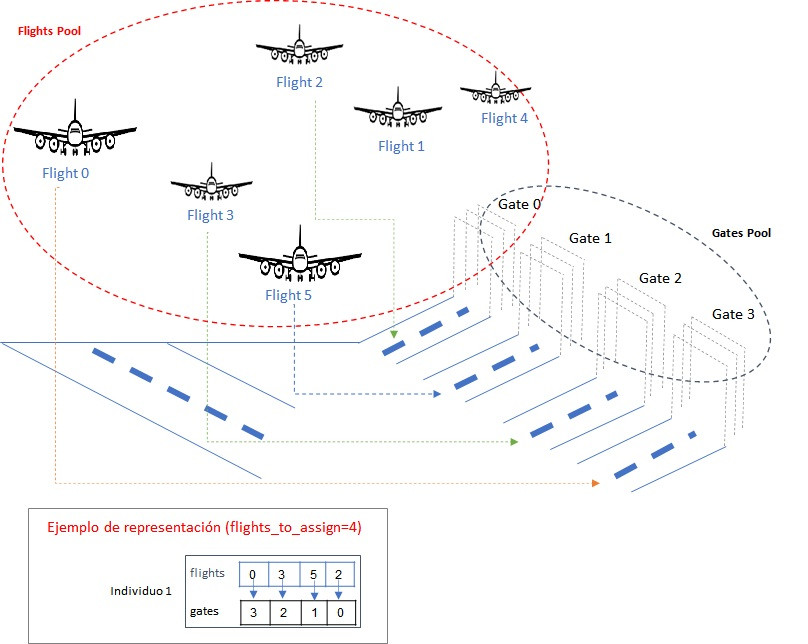 Flights Pool
Flight 2
Flight 4
Flight 1
Flight 0
Flight 3
Gate 0
Gate 1
Gates Pool
Flight 5
Gate 2
Gate 3
Ejemplo de representación (flights_to_assign=4)
flights 0 3 5 2
Individuo 1
gates 3 2 1 0